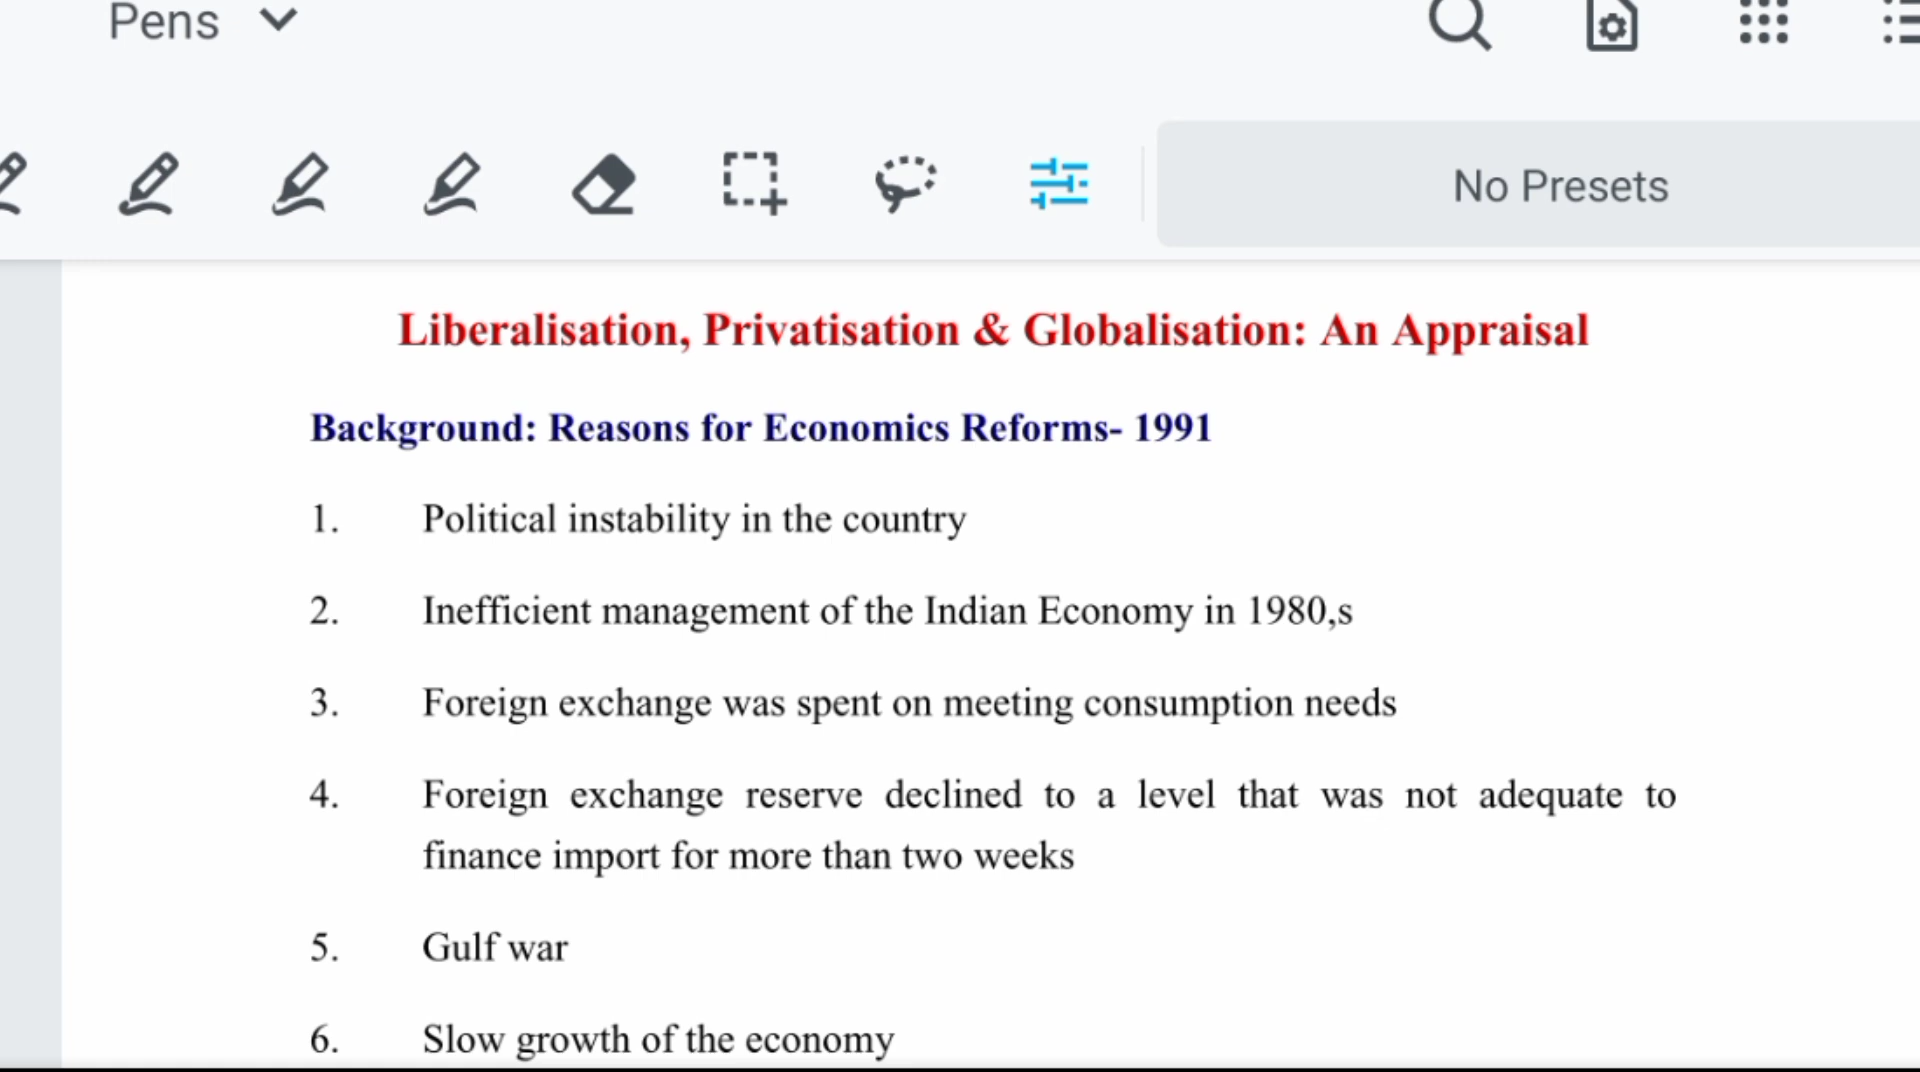 Pens
No Presets
Liberalisation, Privatisation & Globalisation: An Appraisal
Background: Reasons for Economics Reforms- 1991
1. Political instability in the country
2. Inefficient management of the Indian Economy in 1980,s
3. Foreign exchange was spent on meeting consumption needs
4. Foreign exchange reserve declined to a level that was not adequate to
finance import for more than two weeks
5. Gulf war
6. Slow growth of the economy